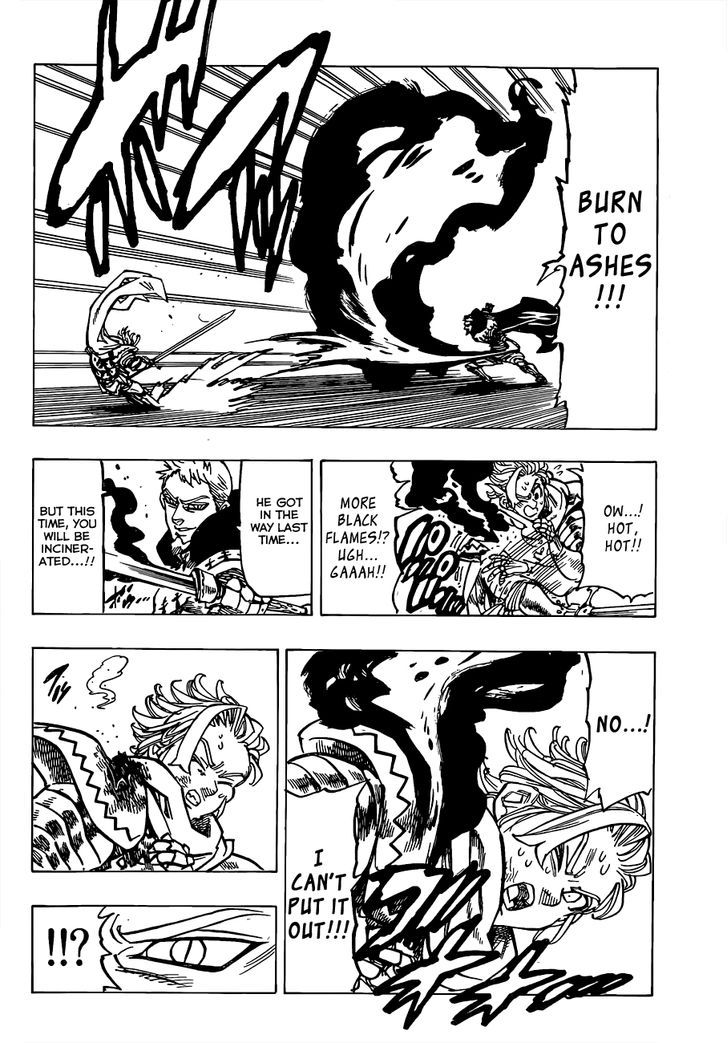 BURN
TO
ASHES
!!!
OW...!
HOT,
HOT!!
MORE
BLACK
FLAMES!?
UGH...
GAAAH!!
HE GOT
IN THE
WAY LAST
TIME...
BUT THIS
TIME, YOU
WILL BE
INCINER-
ATED...!!
NO...!
I
CAN'T
PUT IT
OUT!!!
!!?